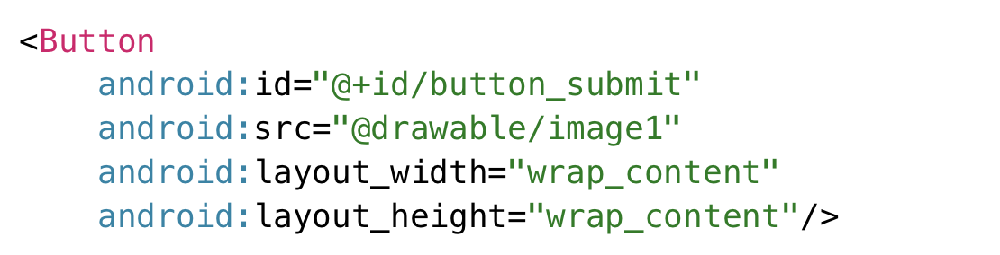 <Button
android:id="@+id/button_submit"
android:src="@drawable/image1"
android:layout_width="wrap_content"
android:layout_height="wrap_content"/>